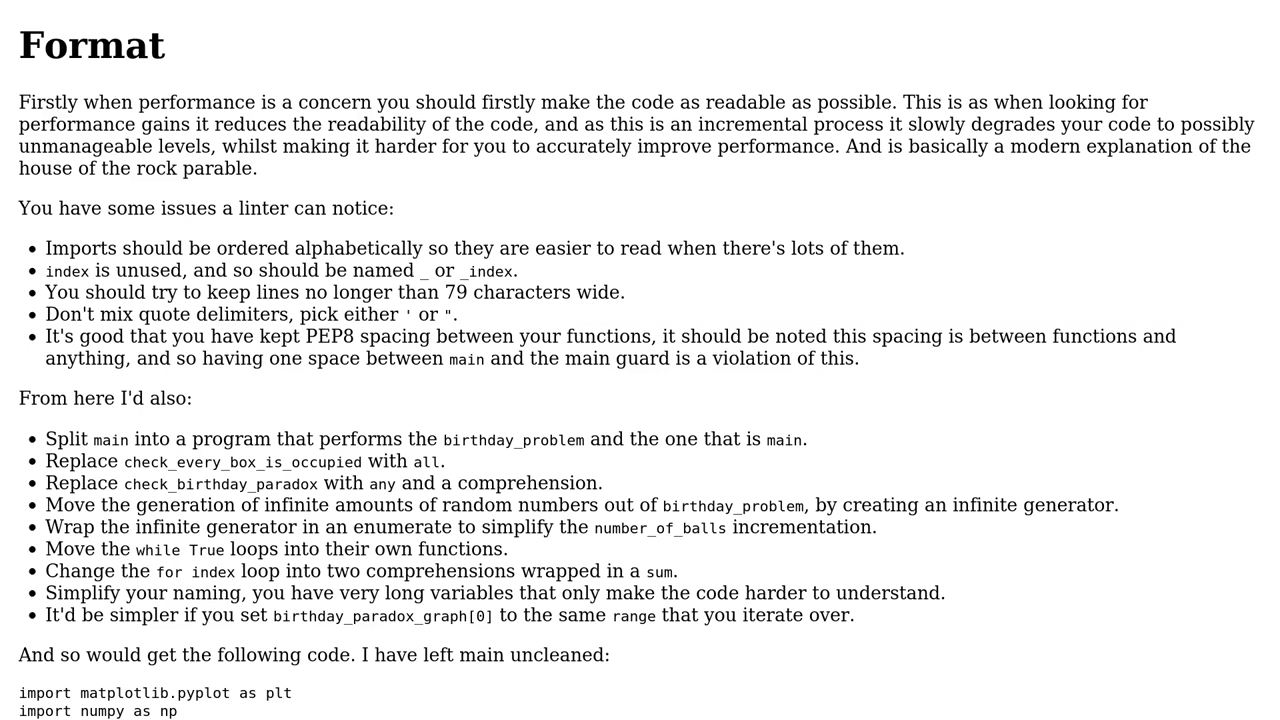 Format
Firstly when performance is a concern you should firstly make the code as readable as possible. This is as when looking for
performance gains it reduces the readability of the code, and as this is an incremental process it slowly degrades your code to possibly
unmanageable levels, whilst making it harder for you to accurately improve performance. And is basically a modern explanation of the
house of the rock parable.
You have some issues a linter can notice:
• Imports should be ordered alphabetically so they are easier to read when there's lots of them.
• index is unused, and so should be named _ or _index.
• You should try to keep lines no longer than 79 characters wide.
• Don't mix quote delimiters, pick either ' or ".
• It's good that you have kept PEP8 spacing between your functions, it should be noted this spacing is between functions and
anything, and so having one space between main and the main guard is a violation of this.
From here I'd also:
• Split main into a program that performs the birthday_problem and the one that is main.
• Replace check_every_box_is_occupied with all.
• Replace check_birthday_paradox with any and a comprehension.
• Move the generation of infinite amounts of random numbers out of birthday_problem, by creating an infinite generator.
• Wrap the infinite generator in an enumerate to simplify the number_of_balls incrementation.
• Move the while True loops into their own functions.
• Change the for index loop into two comprehensions wrapped in a sum.
• Simplify your naming, you have very long variables that only make the code harder to understand.
• It'd be simpler if you set birthday_paradox_graph[0] to the same range that you iterate over.
And so would get the following code. I have left main uncleaned:
import matplotlib.pyplot as plt
import numpy as np